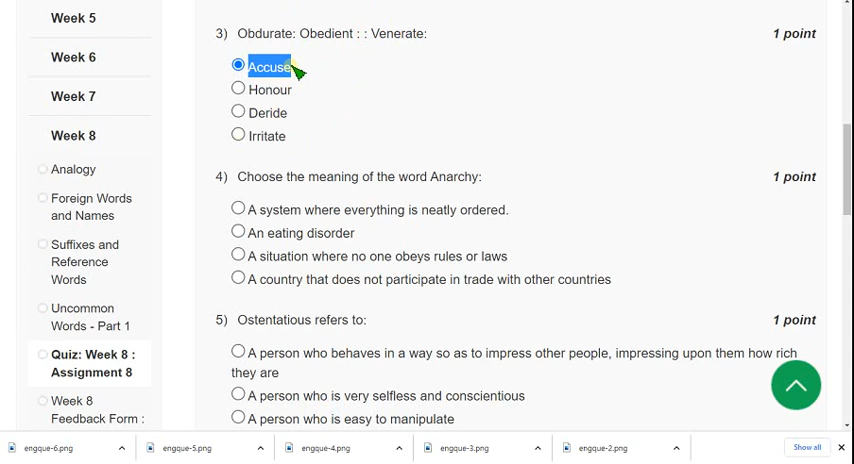 Week 5
Week 6
Week 7
Week 8
Analogy
Foreign Words
and Names
Suffixes and
Reference
Words
Uncommon
Words - Part 1
Quiz: Week 8 :
Assignment 8
Week 8
Feedback Form :
3) Obdurate: Obedient : : Venerate: 1 point
Accuse
Honour
Deride
Irritate
4) Choose the meaning of the word Anarchy: 1 point
A system where everything is neatly ordered.
An eating disorder
A situation where no one obeys rules or laws
A country that does not participate in trade with other countries
5) Ostentatious refers to: 1 point
A person who behaves in a way so as to impress other people, impressing upon them how rich
they are
A person who is very selfless and conscientious
A person who is easy to manipulate
engque-6.png engque-5.png engque-4.png engque-3.png engque-2.png Show all